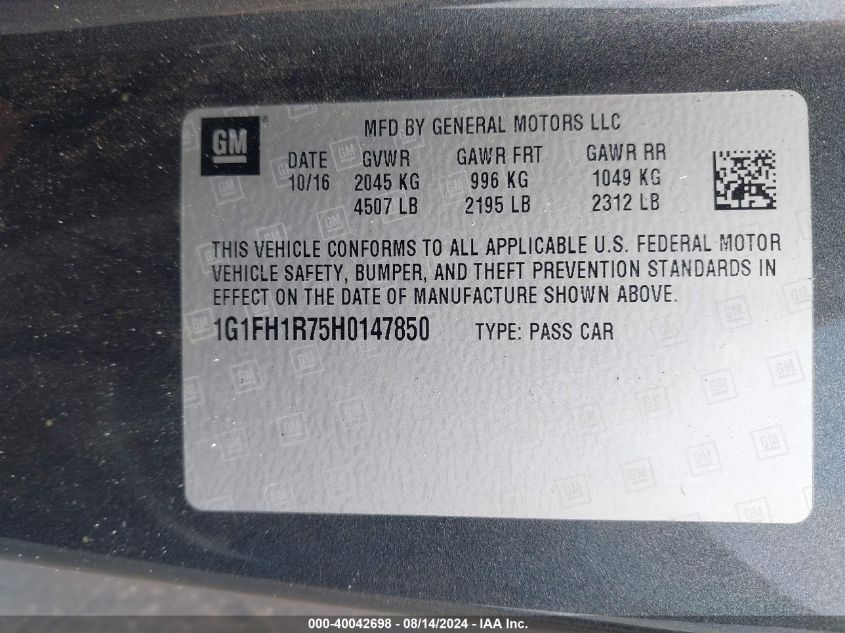 GM
MFD BY GENERAL MOTORS LLC
DATE GVWR GAWR FRT GAWR RR
10/16 2045 KG 996 KG 1049 KG
4507 LB 2195 LB 2312 LB
THIS VEHICLE CONFORMS TO ALL APPLICABLE U.S. FEDERAL MOTOR
VEHICLE SAFETY, BUMPER, AND THEFT PREVENTION STANDARDS IN
EFFECT ON THE DATE OF MANUFACTURE SHOWN ABOVE.
1G1FH1R75H0147850 TYPE: PASS CAR
000-40042698 - 08/14/2024 - IAA Inc.